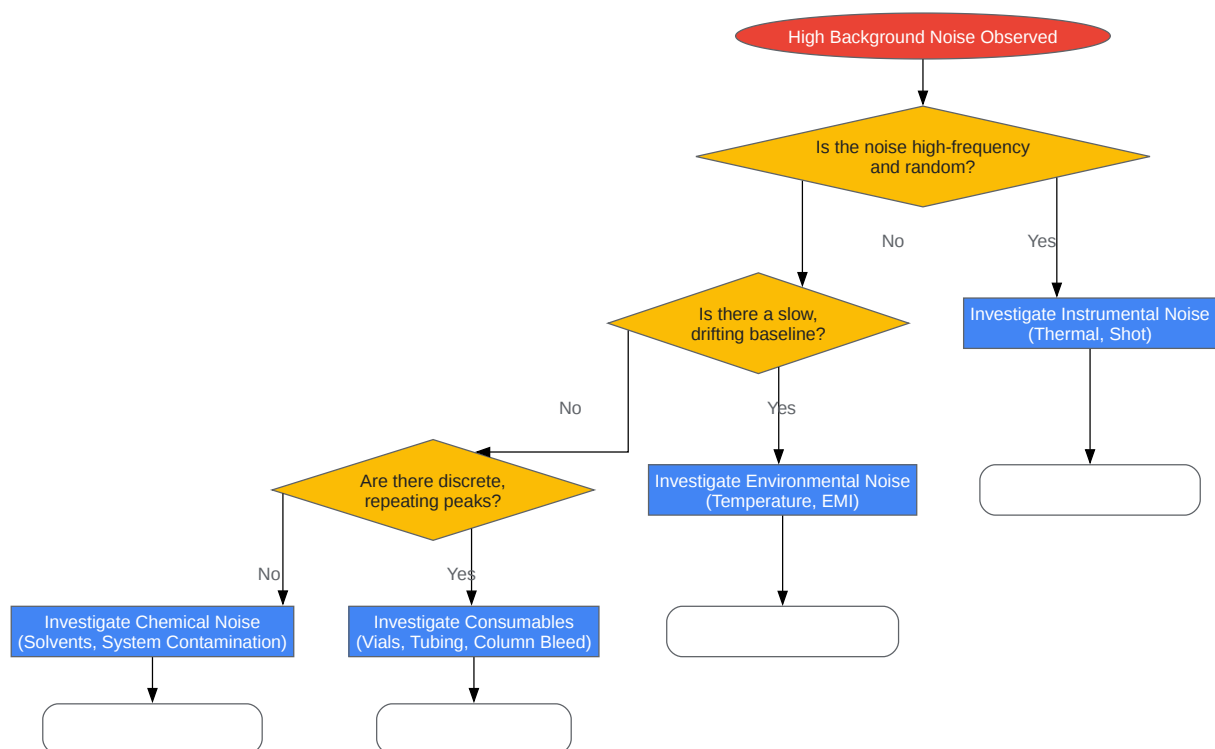 High Background Noise Observed
Is the noise high-frequency
and random?
No
Yes
Is there a slow,
drifting baseline?
Investigate Instrumental Noise
(Thermal, Shot)
No
Yes
Are there discrete,
repeating peaks?
Investigate Environmental Noise
(Temperature, EMI)
No
Yes
Investigate Chemical Noise
(Solvents, System Contamination)
Investigate Consumables
(Vials, Tubing, Column Bleed)